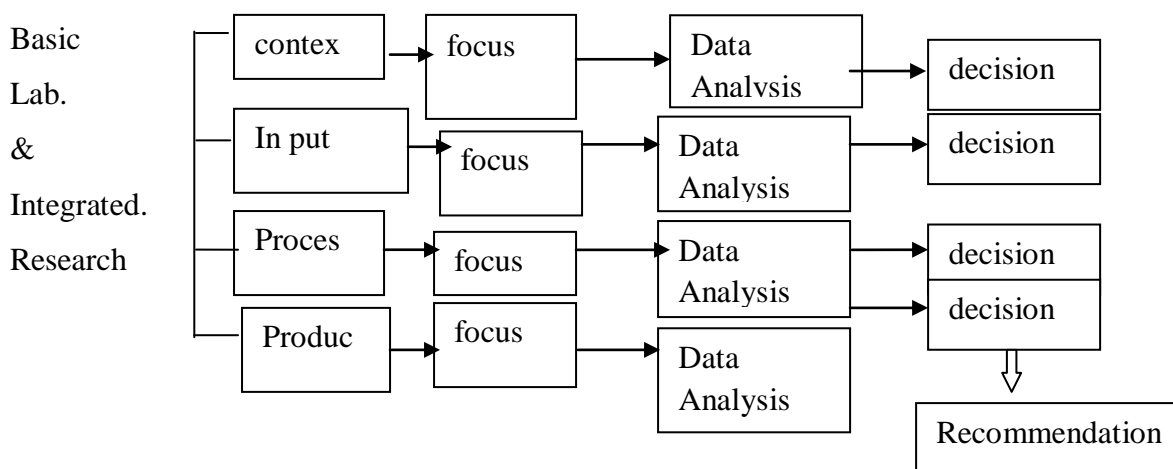 Basic
Lab.
&
Integrated.
Research
contex
focus
Data
Analysis
decision
In put
focus
Data
Analysis
decision
Proces
focus
Data
Analysis
decision
decision
Produc
focus
Data
Analysis
Recommendation